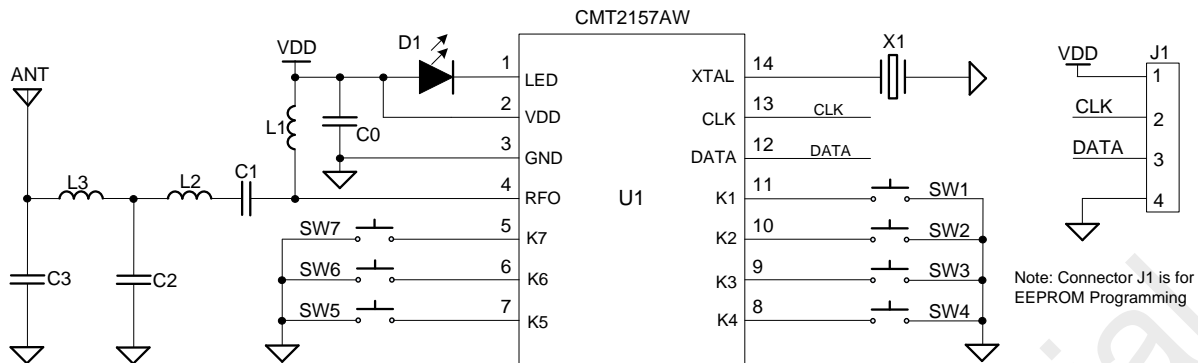 CMT2157AW
ANT
VDD
D1
L1
C0
C1
L2
L3
C3
C2
1
2
3
4
5
6
7
LED
VDD
GND
RFO
K7
K6
K5
SW7
SW6
SW5
U1
XTAL
CLK
DATA
K1
K2
K3
K4
14
13
12
11
10
9
8
X1
CLK
DATA
SW1
SW2
SW3
SW4
J1
VDD
CLK
DATA
1
2
3
4
Note: Connector J1 is for
EEPROM Programming